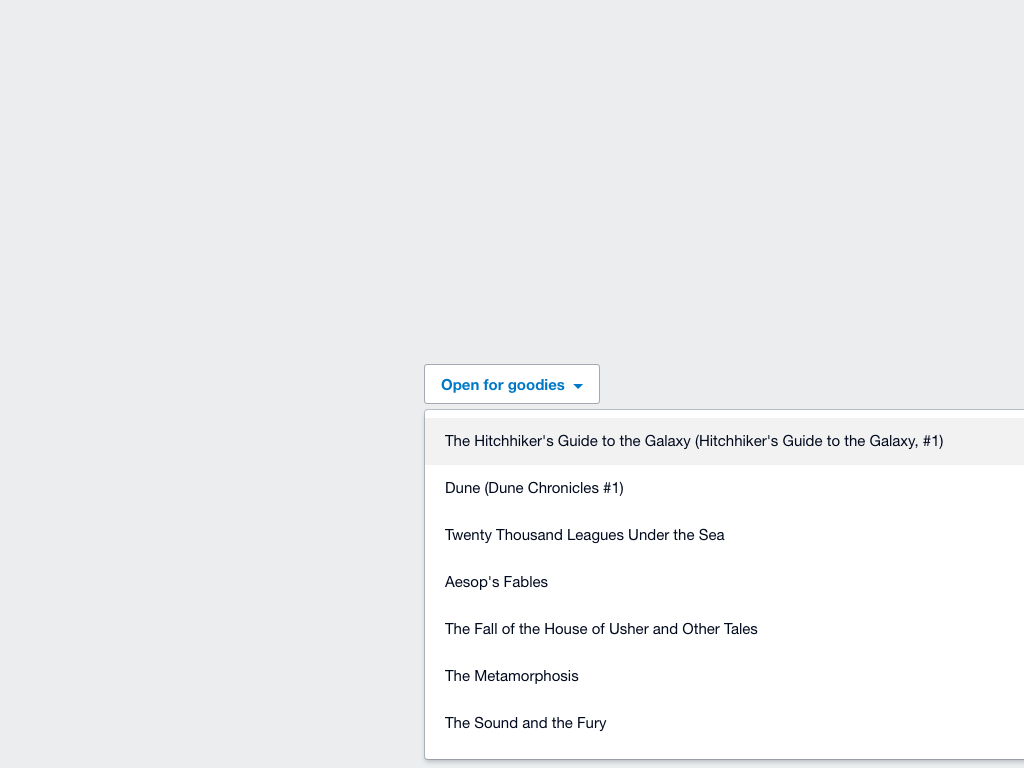 Open for goodies
The Hitchhiker's Guide to the Galaxy (Hitchhiker's Guide to the Galaxy, #1)
Dune (Dune Chronicles #1)
Twenty Thousand Leagues Under the Sea
Aesop's Fables
The Fall of the House of Usher and Other Tales
The Metamorphosis
The Sound and the Fury